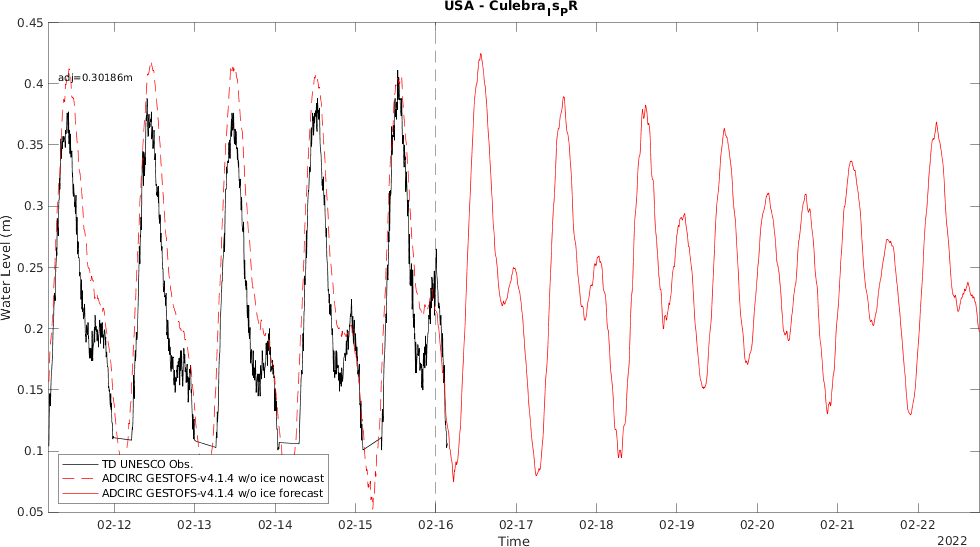 USA - Culebra_Is_PR
0.45
0.4
0.35
0.3
0.25
0.2
0.15
0.1
0.05
Water Level (m)
adj=0.30186m
TD UNESCO Obs.
ADCIRC GESTOFS-v4.1.4 w/o ice nowcast
ADCIRC GESTOFS-v4.1.4 w/o ice forecast
02-12 02-13 02-14 02-15 02-16 02-17 02-18 02-19 02-20 02-21 02-22
Time
2022